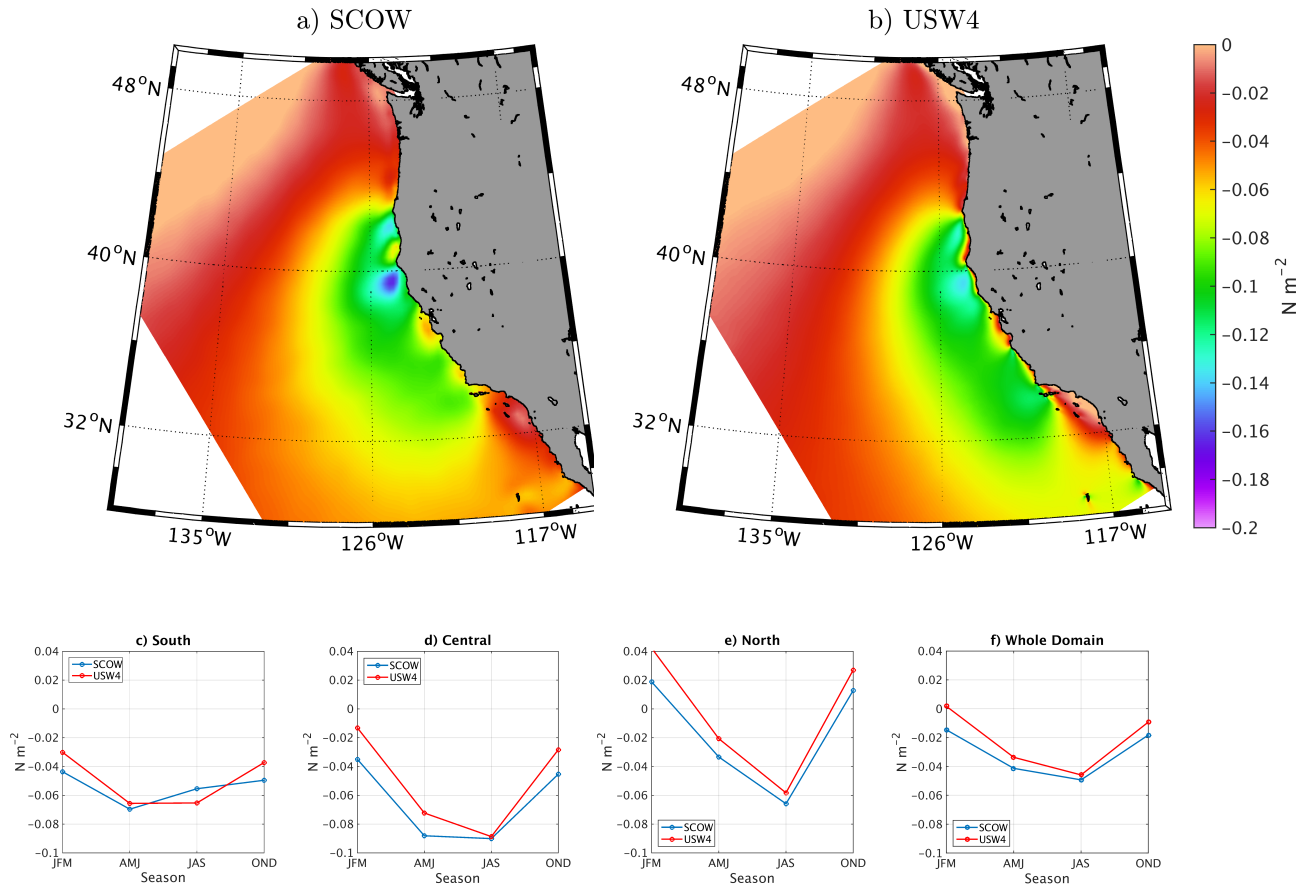 a) SCOW
b) USW4
48°N
40°N
32°N
135°W
126°W
117°W
48°N
40°N
32°N
135°W
126°W
117°W
0
−0.02
−0.04
−0.06
−0.08
−0.1
−0.12
−0.14
−0.16
−0.18
−0.2
N m⁻²
c) South
0.04
0.02
0
−0.02
−0.04
−0.06
−0.08
−0.1
N m⁻²
SCOW
USW4
JFM AMJ JAS OND
Season
d) Central
0.04
0.02
0
−0.02
−0.04
−0.06
−0.08
−0.1
N m⁻²
SCOW
USW4
JFM AMJ JAS OND
Season
e) North
0.04
0.02
0
−0.02
−0.04
−0.06
−0.08
−0.1
N m⁻²
SCOW
USW4
JFM AMJ JAS OND
Season
f) Whole Domain
0.04
0.02
0
−0.02
−0.04
−0.06
−0.08
−0.1
N m⁻²
SCOW
USW4
JFM AMJ JAS OND
Season